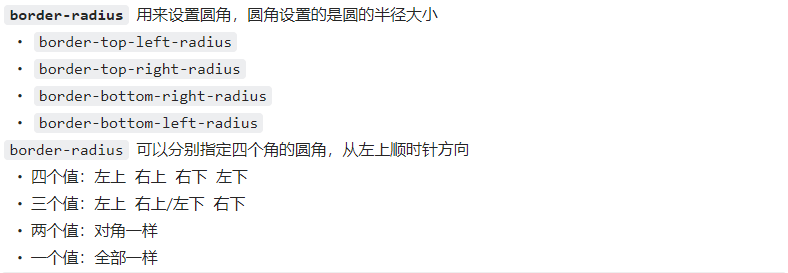 border-radius 用来设置圆角，圆角设置的是圆的半径大小
• border-top-left-radius
• border-top-right-radius
• border-bottom-right-radius
• border-bottom-left-radius
border-radius 可以分别指定四个角的圆角，从左上顺时针方向
• 四个值：左上 右上 右下 左下
• 三个值：左上 右上/左下 右下
• 两个值：对角一样
• 一个值：全部一样